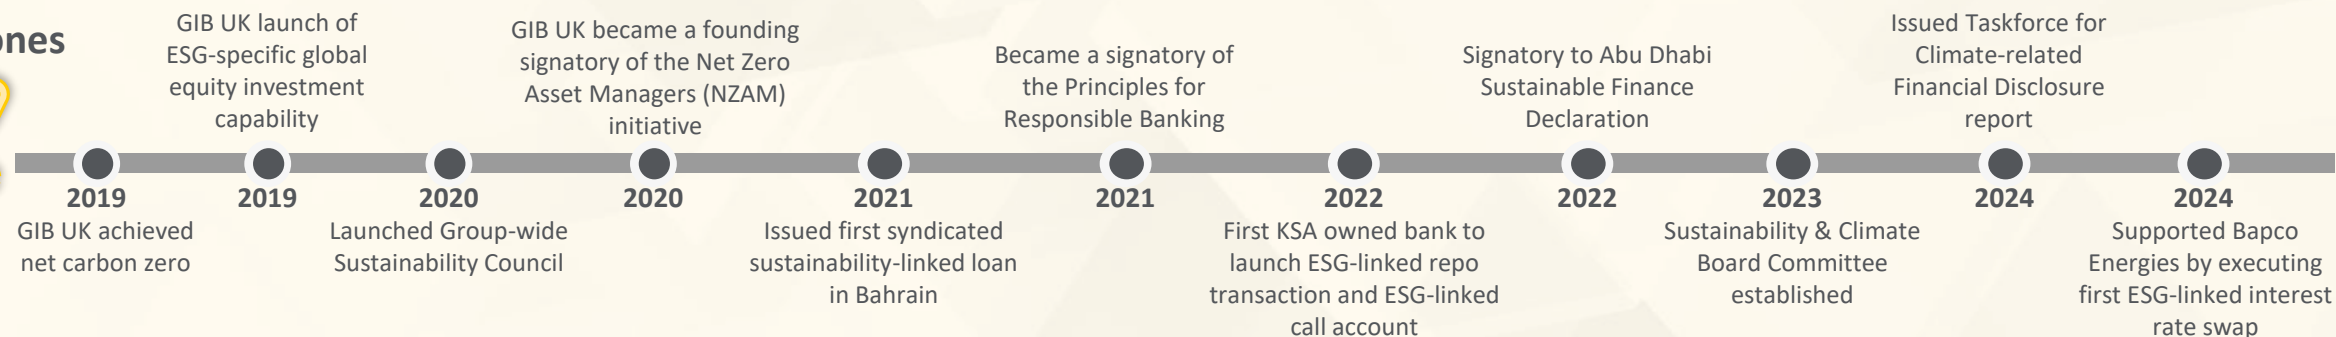 GIB UK launch of
ESG-specific global
equity investment
capability
GIB UK became a founding
signatory of the Net Zero
Asset Managers (NZAM)
initiative
Became a signatory of
the Principles for
Responsible Banking
Signatory to Abu Dhabi
Sustainable Finance
Declaration
Issued Taskforce for
Climate-related
Financial Disclosure
report
2019
2019
2020
2020
2021
2021
2022
2022
2023
2024
2024
GIB UK achieved
net carbon zero
Launched Group-wide
Sustainability Council
Issued first syndicated
sustainability-linked loan
in Bahrain
First KSA owned bank to
launch ESG-linked repo
transaction and ESG-linked
call account
Sustainability & Climate
Board Committee
established
Supported Bapco
Energies by executing
first ESG-linked interest
rate swap